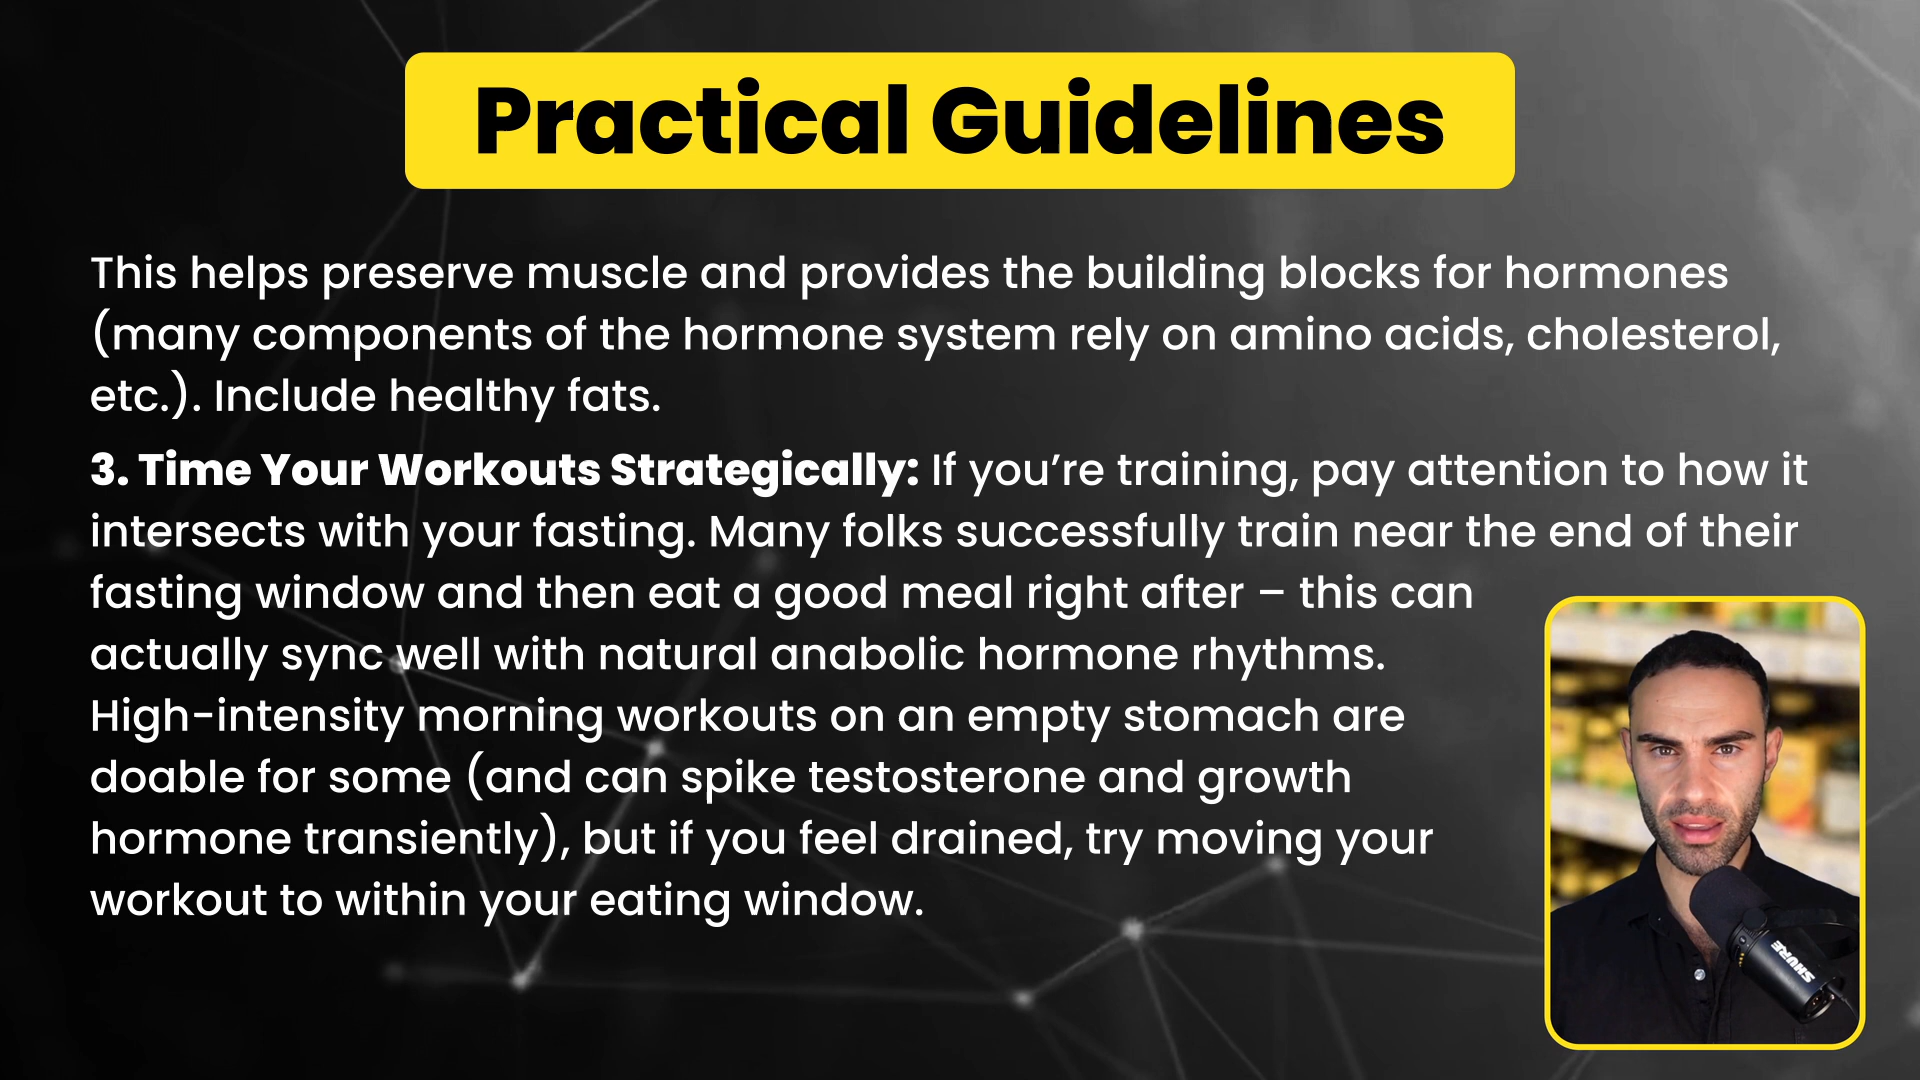 Practical Guidelines
This helps preserve muscle and provides the building blocks for hormones
(many components of the hormone system rely on amino acids, cholesterol,
etc.). Include healthy fats.
3. Time Your Workouts Strategically: If you’re training, pay attention to how it
intersects with your fasting. Many folks successfully train near the end of their
fasting window and then eat a good meal right after – this can
actually sync well with natural anabolic hormone rhythms.
High-intensity morning workouts on an empty stomach are
doable for some (and can spike testosterone and growth
hormone transiently), but if you feel drained, try moving your
workout to within your eating window.
SHURE